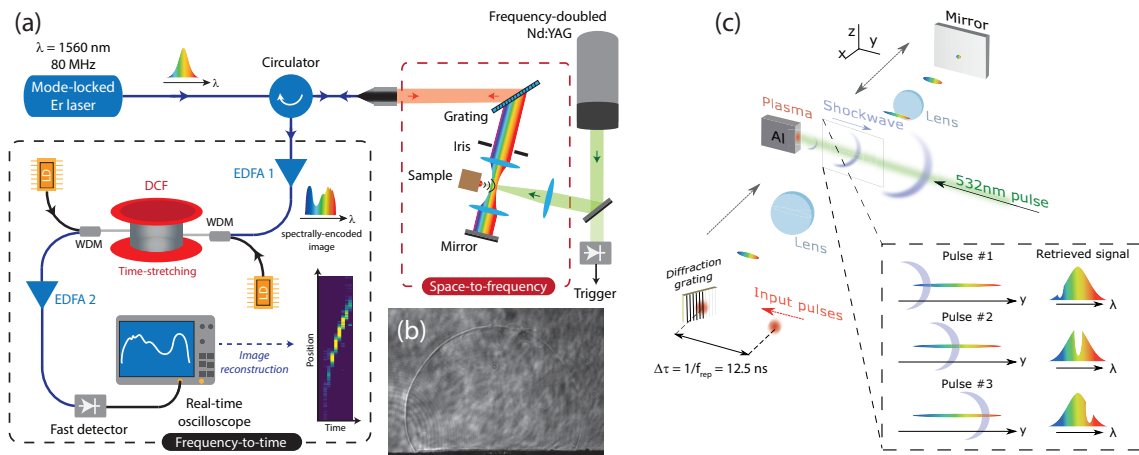 (a)
λ = 1560 nm
80 MHz
Mode-locked
Er laser
λ
Circulator
Frequency-doubled
Nd:YAG
Grating
Iris
Sample
Mirror
Space-to-frequency
Trigger
EDFA 1
LD
DCF
WDM
WDM
Time-stretching
LD
λ
spectrally-encoded
image
EDFA 2
Image
reconstruction
Position
Time
Real-time
oscilloscope
Fast detector
Frequency-to-time
(b)
(c)
z
y
x
Mirror
Plasma
Shockwave
Lens
Al
532nm pulse
Lens
Diffraction
grating
Input pulses
Δτ = 1/frep = 12.5 ns
Pulse #1
Retrieved signal
y
λ
Pulse #2
y
λ
Pulse #3
y
λ